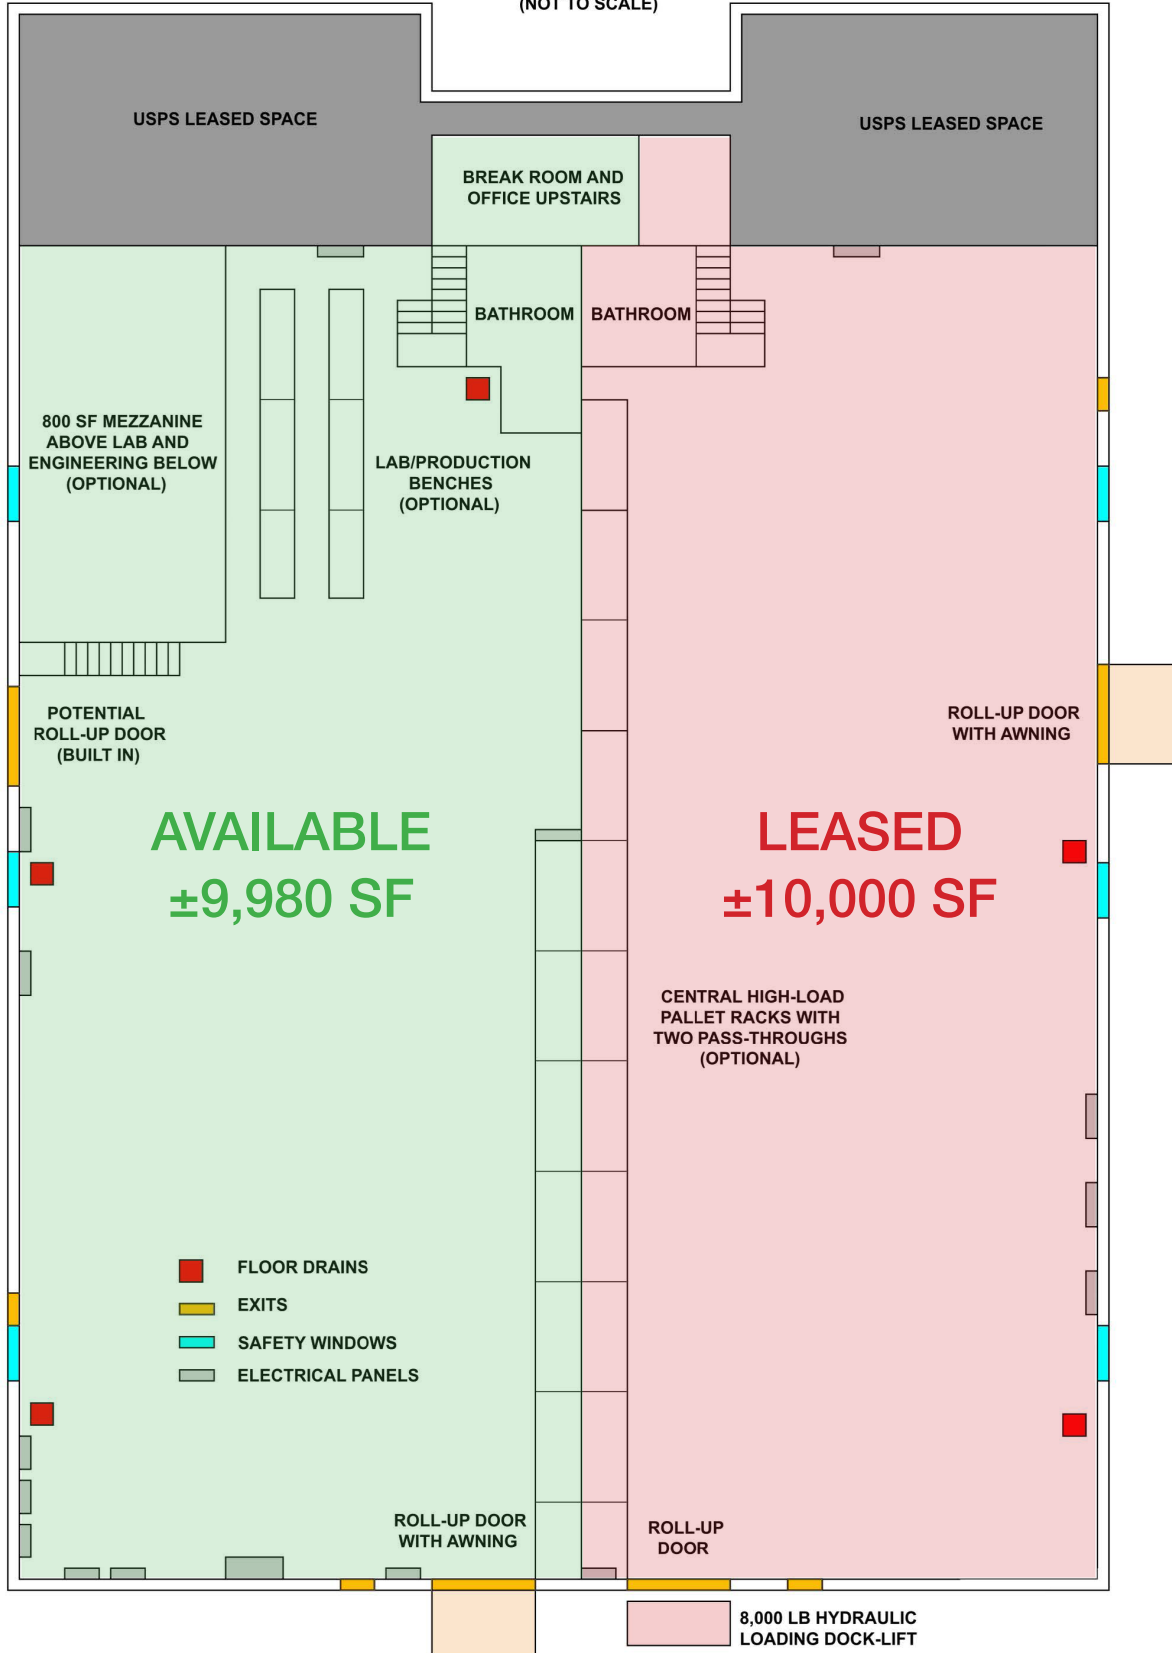 (NOT TO SCALE)
USPS LEASED SPACE
USPS LEASED SPACE
BREAK ROOM AND
OFFICE UPSTAIRS
BATHROOM
BATHROOM
800 SF MEZZANINE
ABOVE LAB AND
ENGINEERING BELOW
(OPTIONAL)
LAB/PRODUCTION
BENCHES
(OPTIONAL)
POTENTIAL
ROLL-UP DOOR
(BUILT IN)
ROLL-UP DOOR
WITH AWNING
AVAILABLE
±9,980 SF
LEASED
±10,000 SF
CENTRAL HIGH-LOAD
PALLET RACKS WITH
TWO PASS-THROUGHS
(OPTIONAL)
FLOOR DRAINS
EXITS
SAFETY WINDOWS
ELECTRICAL PANELS
ROLL-UP DOOR
WITH AWNING
ROLL-UP
DOOR
8,000 LB HYDRAULIC
LOADING DOCK-LIFT